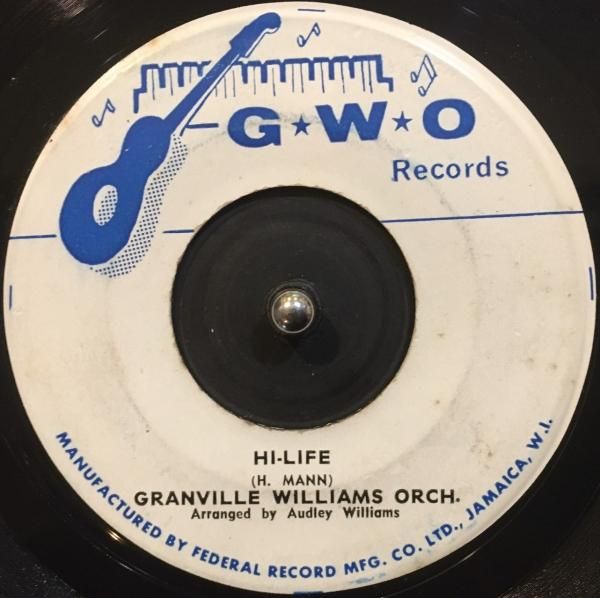 G★W★O
Records
HI-LIFE
(H. MANN)
GRANVILLE WILLIAMS ORCH.
Arranged by Audley Williams
MANUFACTURED BY FEDERAL RECORD MFG. CO. LTD., JAMAICA, W.I.